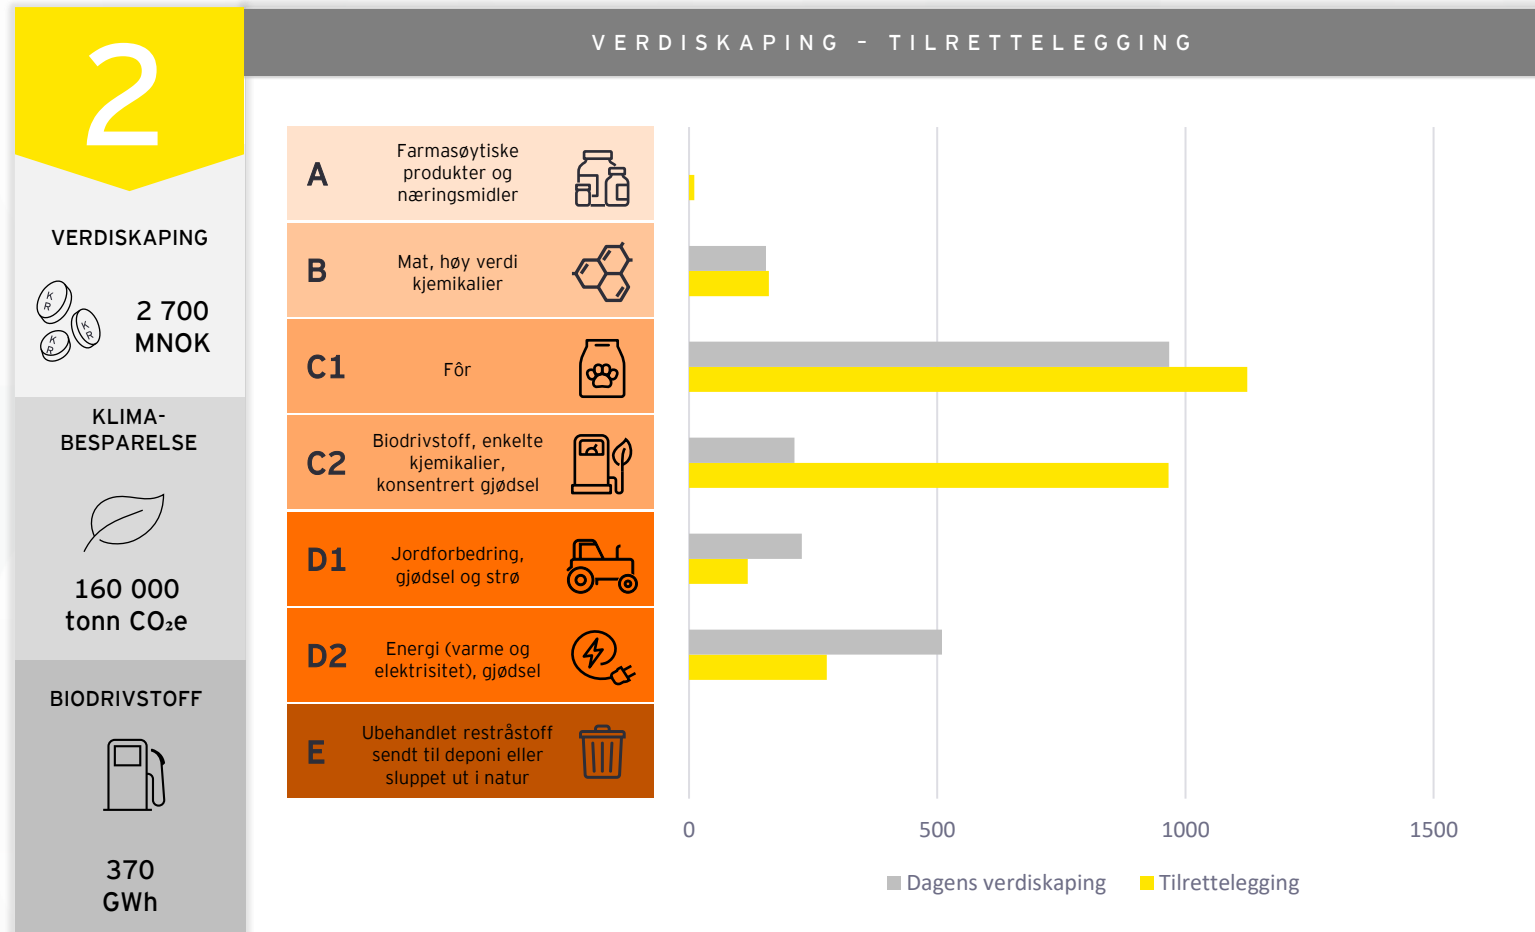 2
VERDISKAPING - TILRETTELEGGING
VERDISKAPING
K
R
K
R
K
R
2 700
MNOK
KLIMA-
BESPARELSE
160 000
tonn CO₂e
BIODRIVSTOFF
370
GWh
A
Farmasøytiske
produkter og
næringsmidler
B
Mat, høy verdi
kjemikalier
C1
Fôr
C2
Biodrivstoff, enkelte
kjemikalier,
konsentrert gjødsel
D1
Jordforbedring,
gjødsel og strø
D2
Energi (varme og
elektrisitet), gjødsel
E
Ubehandlet restråstoff
sendt til deponi eller
sluppet ut i natur
0 500 1000 1500
Dagens verdiskaping Tilrettelegging